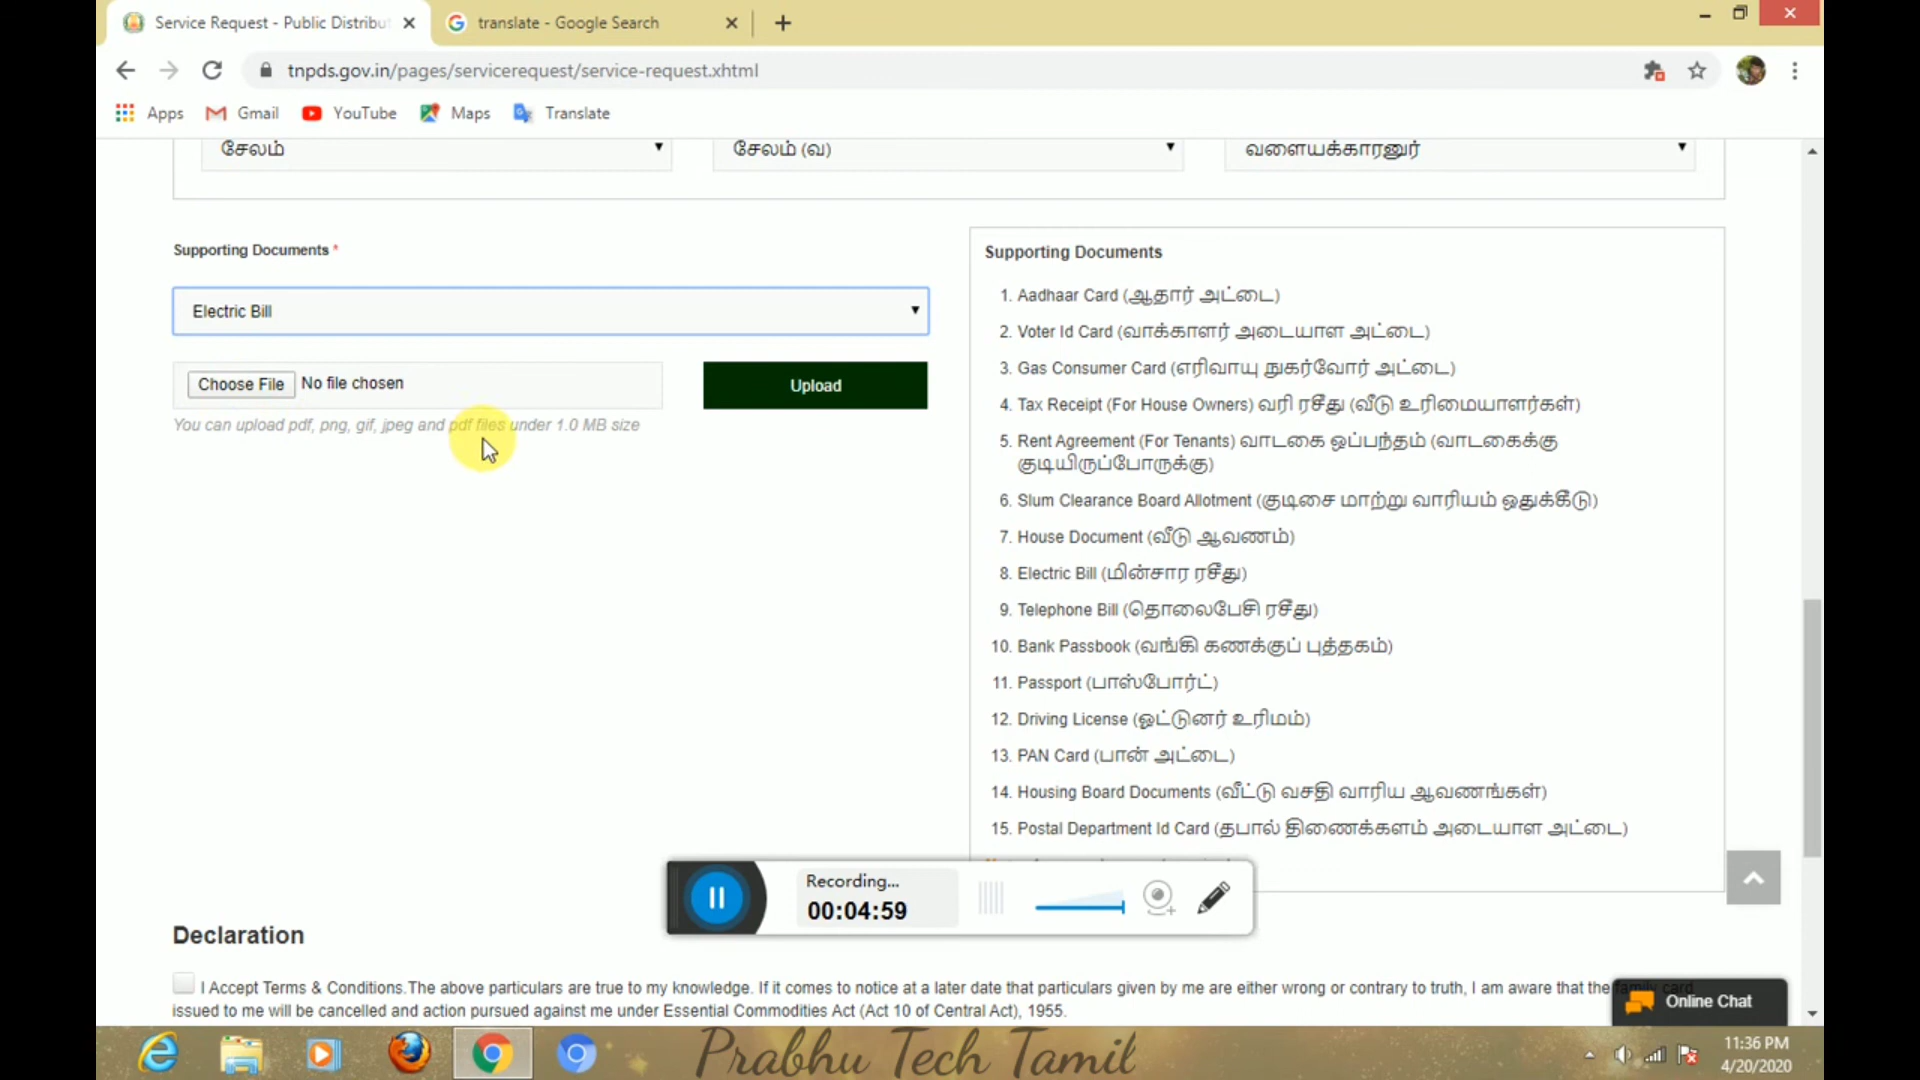 Service Request - Public Distribut
translate - Google Search
tnpds.gov.in/pages/servicerequest/service-request.xhtml
Apps Gmail YouTube Maps Translate
சேலம் சேலம் (வ) வளையக்காரனுர்
Supporting Documents *
Electric Bill
Choose File No file chosen
Upload
You can upload pdf, png, gif, jpeg and pdf files under 1.0 MB size
Supporting Documents
1. Aadhaar Card (ஆதார் அட்டை)
2. Voter Id Card (வாக்காளர் அடையாள அட்டை)
3. Gas Consumer Card (எரிவாயு நுகர்வோர் அட்டை)
4. Tax Receipt (For House Owners) வரி ரசீது (வீடு உரிமையாளர்கள்)
5. Rent Agreement (For Tenants) வாடகை ஒப்பந்தம் (வாடகைக்கு
குடியிருப்போருக்கு)
6. Slum Clearance Board Allotment (குடிசை மாற்று வாரியம் ஒதுக்கீடு)
7. House Document (வீடு ஆவணம்)
8. Electric Bill (மின்சார ரசீது)
9. Telephone Bill (தொலைபேசி ரசீது)
10. Bank Passbook (வங்கி கணக்குப் புத்தகம்)
11. Passport (பாஸ்போர்ட்)
12. Driving License (ஓட்டுனர் உரிமம்)
13. PAN Card (பான் அட்டை)
14. Housing Board Documents (வீட்டு வசதி வாரிய ஆவணங்கள்)
15. Postal Department Id Card (தபால் திணைக்களம் அடையாள அட்டை)
Recording...
00:04:59
Declaration
I Accept Terms & Conditions.The above particulars are true to my knowledge. If it comes to notice at a later date that particulars given by me are either wrong or contrary to truth, I am aware that the family card
issued to me will be cancelled and action pursued against me under Essential Commodities Act (Act 10 of Central Act), 1955.
Online Chat
Prabhu Tech Tamil
11:36 PM
4/20/2020